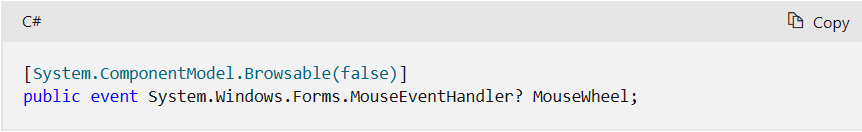 C#
Copy
[System.ComponentModel.Browsable(false)]
public event System.Windows.Forms.MouseEventHandler? MouseWheel;